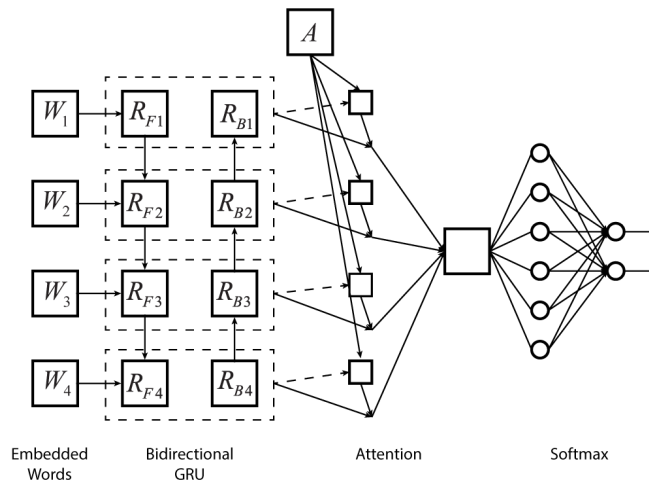 A
W1 RF1 RB1
W2 RF2 RB2
W3 RF3 RB3
W4 RF4 RB4
Embedded Words
Bidirectional GRU
Attention
Softmax